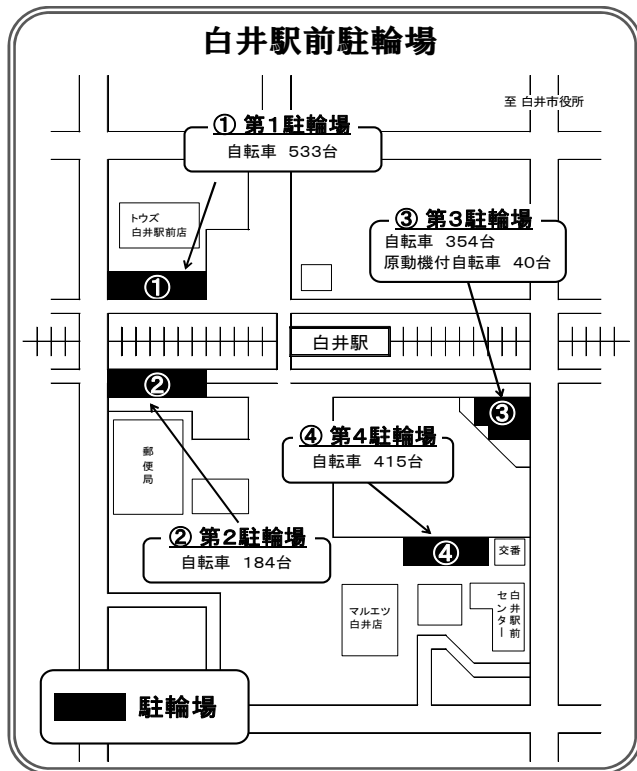 白井駅前駐輪場
至 白井市役所
① 第1駐輪場
自転車 533台
トウズ
白井駅前店
③ 第3駐輪場
自転車 354台
原動機付自転車 40台
①
白井駅
②
③
④ 第4駐輪場
自転車 415台
郵便局
② 第2駐輪場
自転車 184台
④
交番
マルエツ
白井店
白井駅前
センター
駐輪場